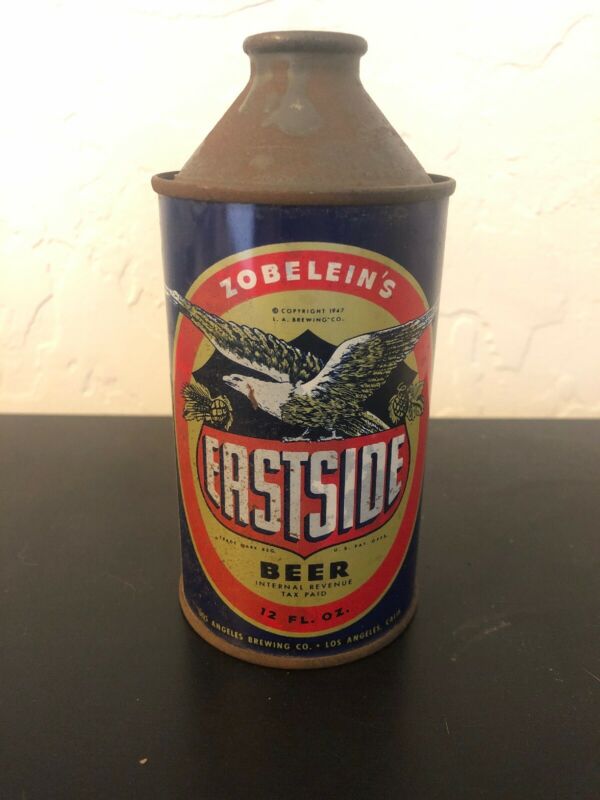 ZOBELEIN'S
© COPYRIGHT 1947
L. A. BREWING CO.
EASTSIDE
TRADE MARK REG. U. S. PAT. OFF.
BEER
INTERNAL REVENUE
TAX PAID
12 FL. OZ.
LOS ANGELES BREWING CO. • LOS ANGELES, CALIF.